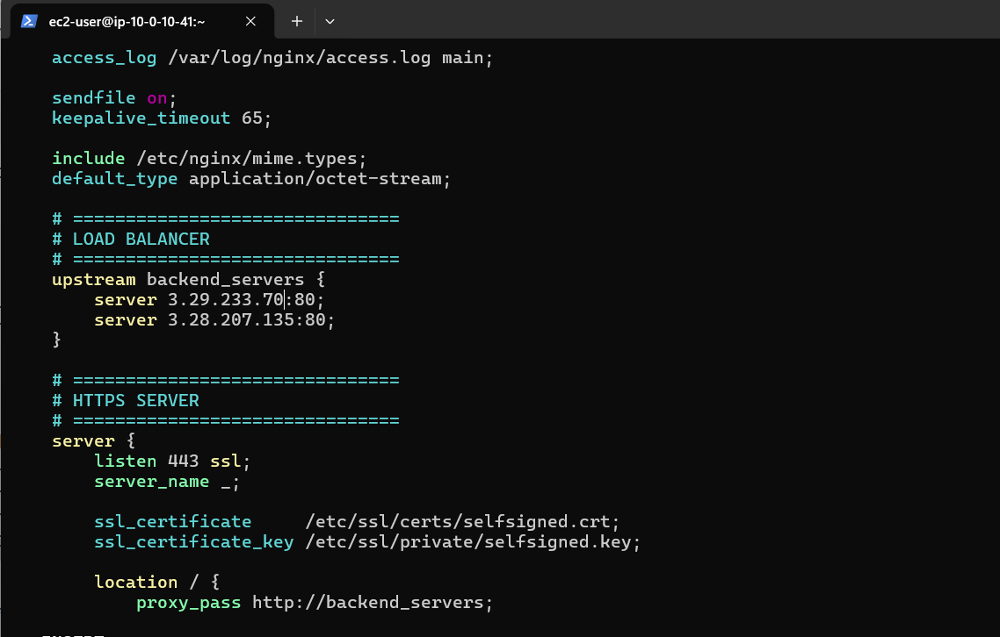 ec2-user@ip-10-0-10-41:~
access_log /var/log/nginx/access.log main;
sendfile on;
keepalive_timeout 65;
include /etc/nginx/mime.types;
default_type application/octet-stream;
# ===============================
# LOAD BALANCER
# ===============================
upstream backend_servers {
server 3.29.233.70:80;
server 3.28.207.135:80;
}
# ===============================
# HTTPS SERVER
# ===============================
server {
listen 443 ssl;
server_name _;
ssl_certificate     /etc/ssl/certs/selfsigned.crt;
ssl_certificate_key /etc/ssl/private/selfsigned.key;
location / {
proxy_pass http://backend_servers;